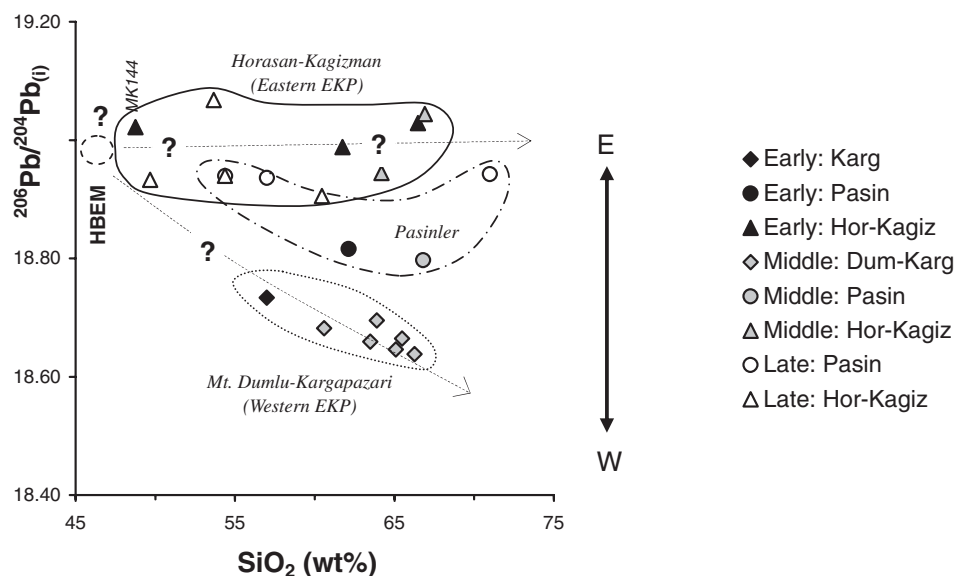 19.20
18.80
18.60
18.40
²⁰⁶Pb/²⁰⁴Pb(i)
45
55
65
75
SiO₂ (wt%)
MK144
Horasan-Kagizman
(Eastern EKP)
?
?
?
HBEM
?
Pasinler
Mt. Dumlu-Kargapazari
(Western EKP)
E
W
Early: Karg
Early: Pasin
Early: Hor-Kagiz
Middle: Dum-Karg
Middle: Pasin
Middle: Hor-Kagiz
Late: Pasin
Late: Hor-Kagiz